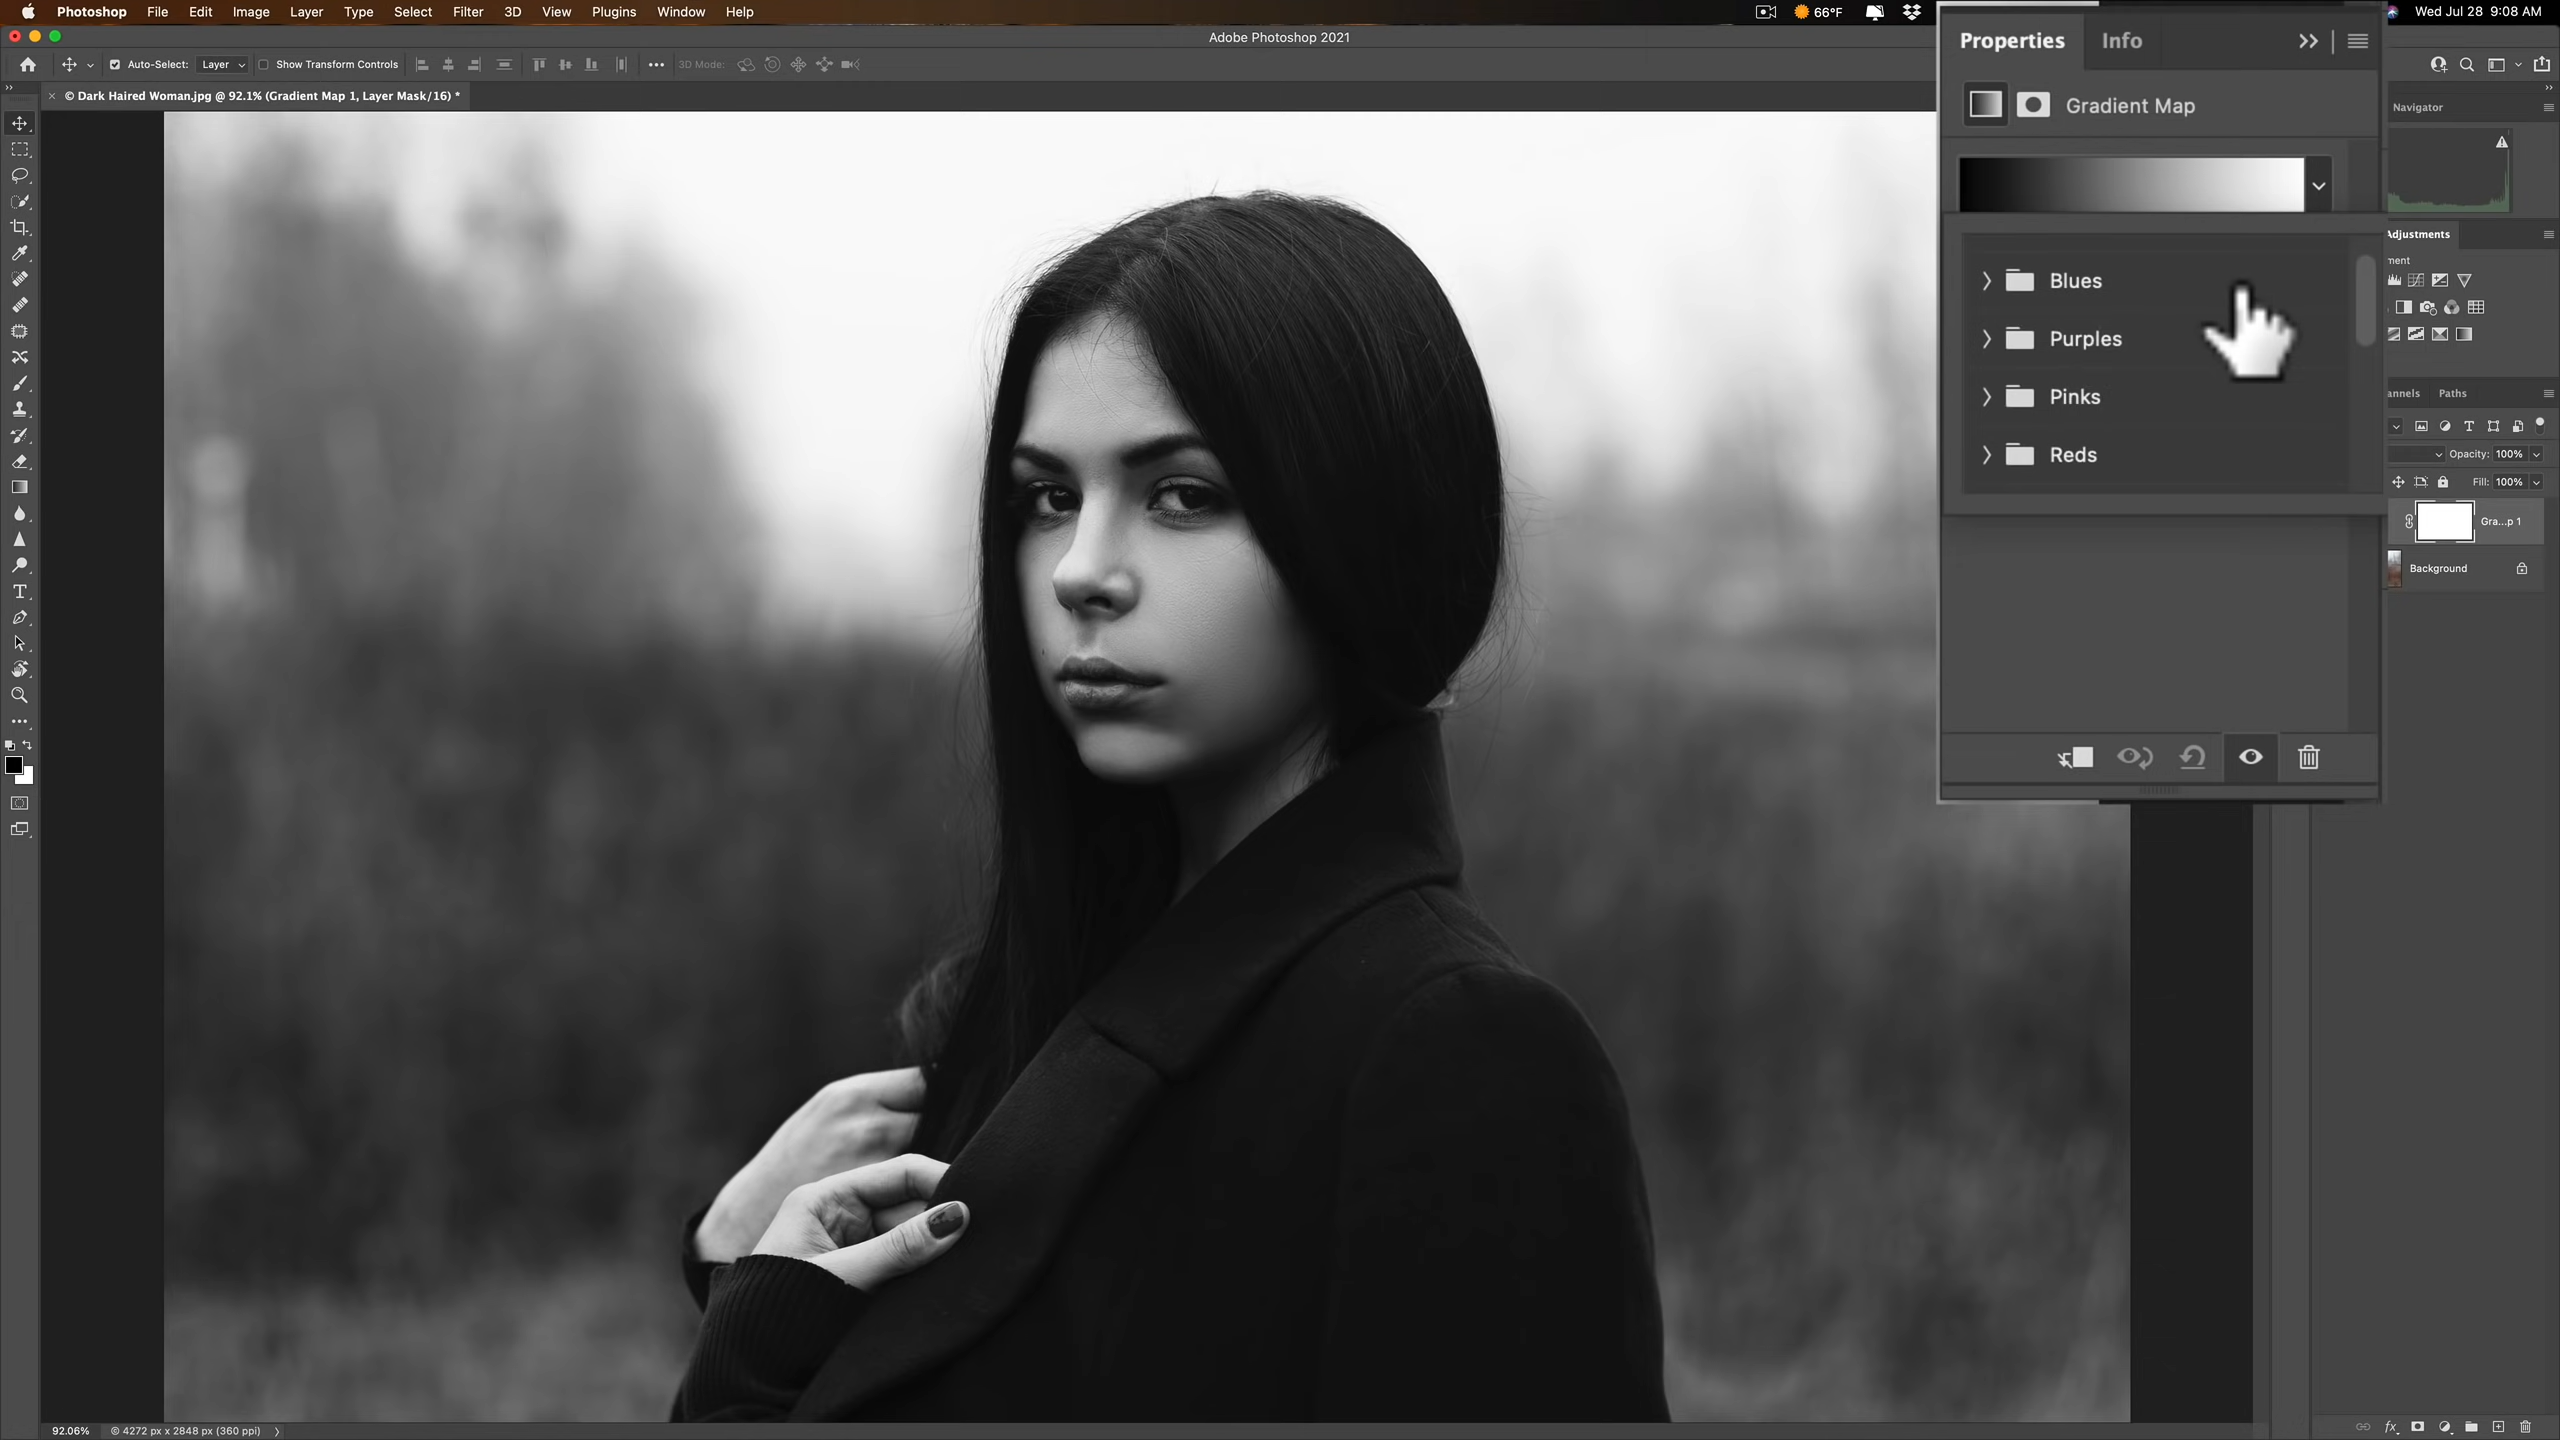 Photoshop File Edit Image Layer Type Select Filter 3D View Plugins Window Help
66°F
Wed Jul 28 9:08 AM
Adobe Photoshop 2021
Auto-Select: Layer Show Transform Controls
3D Mode:
© Dark Haired Woman.jpg @ 92.1% (Gradient Map 1, Layer Mask/16) *
Properties Info
Gradient Map
Blues
Purples
Pinks
Reds
Navigator
Adjustments
ment
annels Paths
Opacity: 100%
Fill: 100%
Gra...p 1
Background
92.06% © 4272 px x 2848 px (360 ppi)